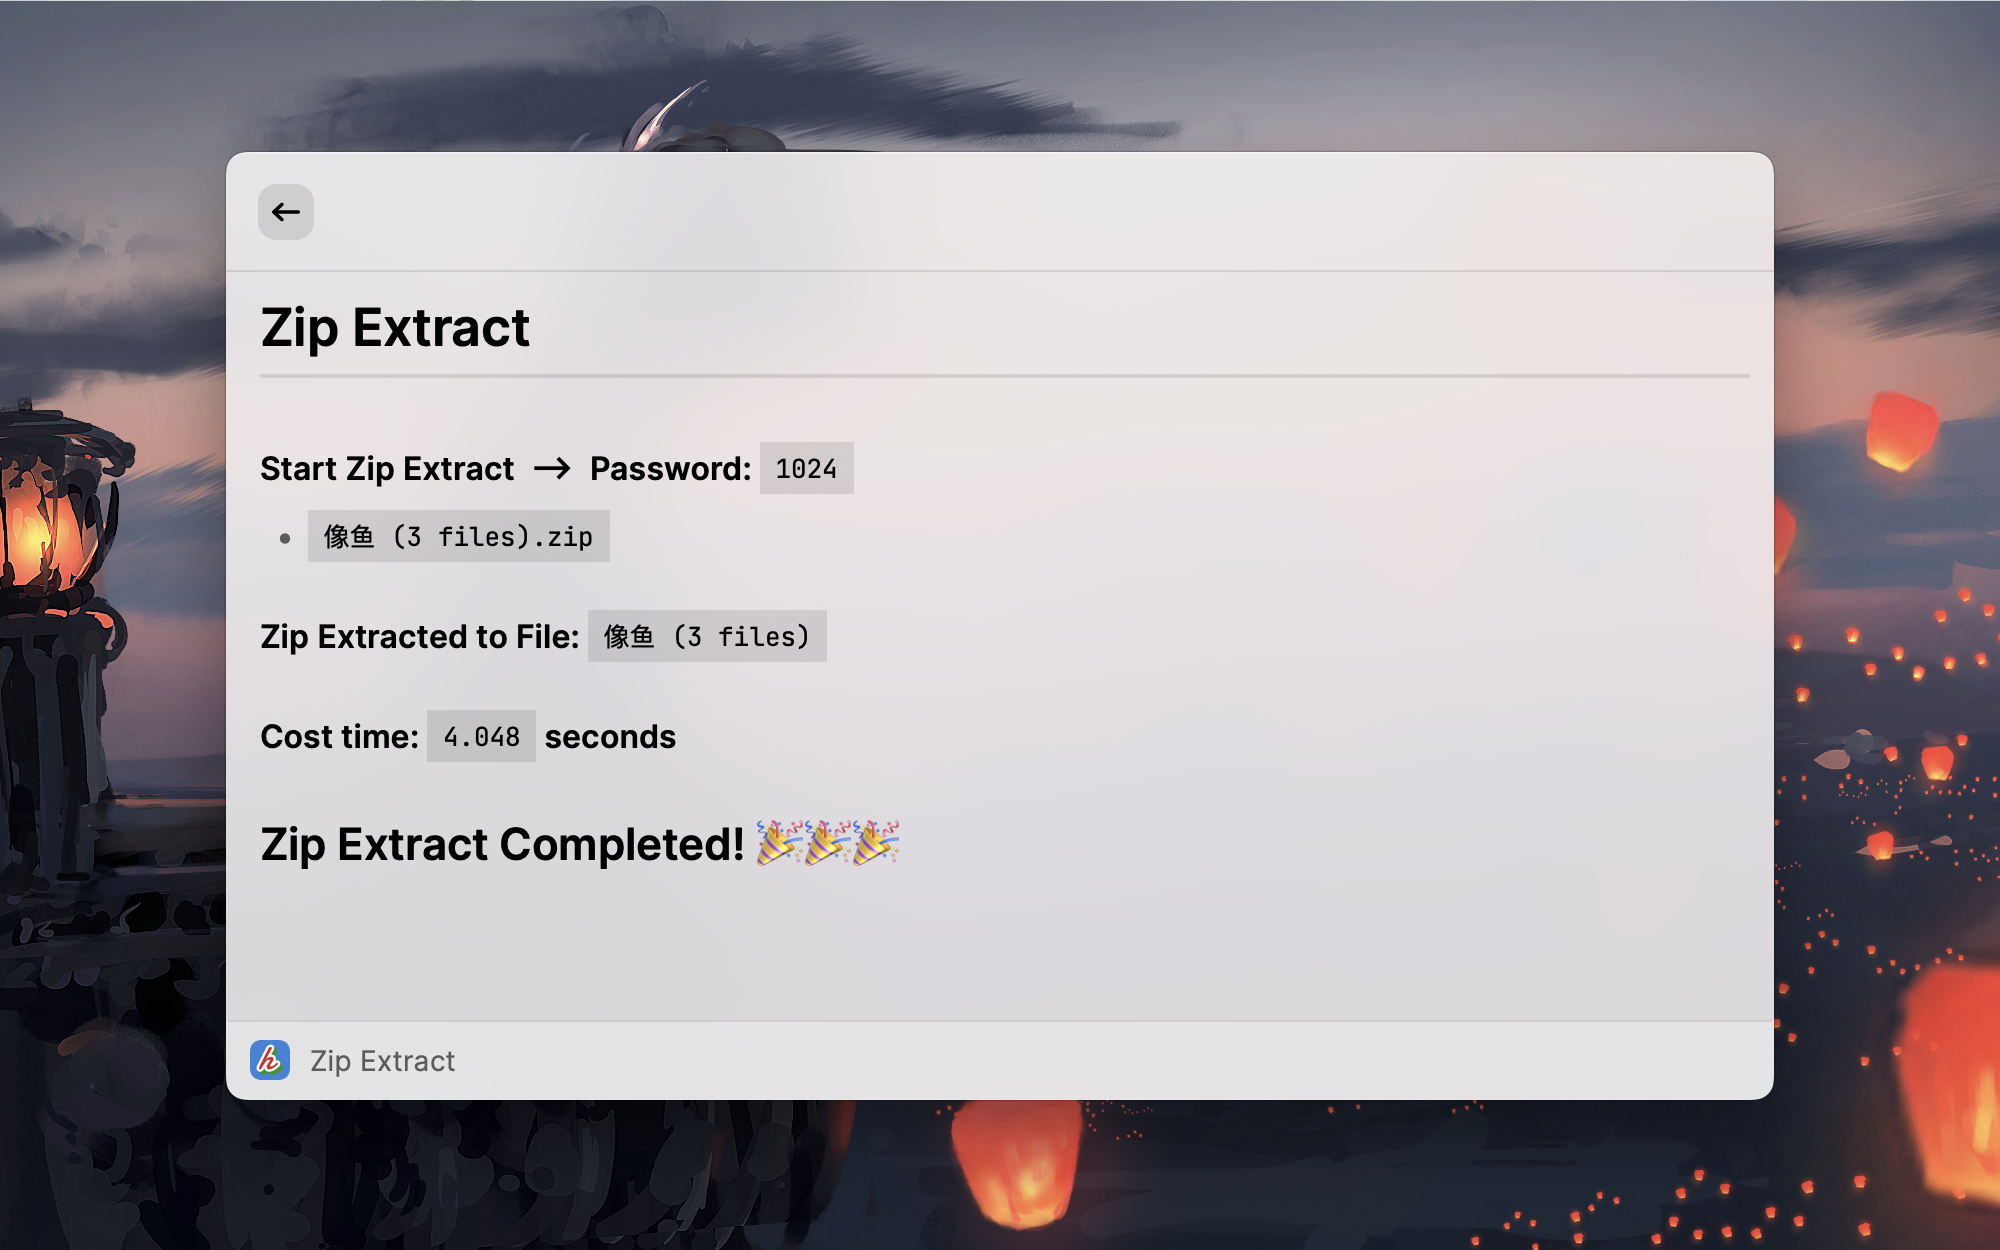 Zip Extract
Start Zip Extract → Password: 1024
• 像鱼 (3 files).zip
Zip Extracted to File: 像鱼 (3 files)
Cost time: 4.048 seconds
Zip Extract Completed! 🎉🎉🎉
h Zip Extract